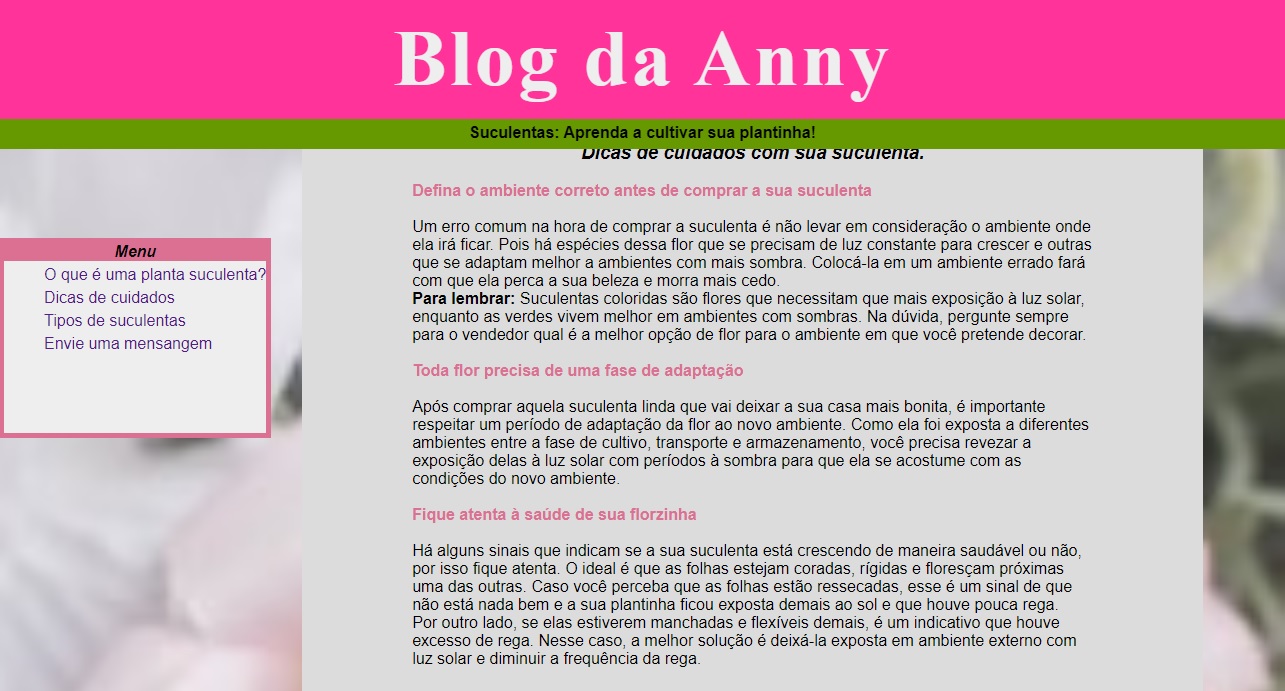 Blog da Anny
Suculentas: Aprenda a cultivar sua plantinha!
Dicas de cuidados com sua suculenta.
Menu
O que é uma planta suculenta?
Dicas de cuidados
Tipos de suculentas
Envie uma mensangem
Defina o ambiente correto antes de comprar a sua suculenta
Um erro comum na hora de comprar a suculenta é não levar em consideração o ambiente onde
ela irá ficar. Pois há espécies dessa flor que se precisam de luz constante para crescer e outras
que se adaptam melhor a ambientes com mais sombra. Colocá-la em um ambiente errado fará
com que ela perca a sua beleza e morra mais cedo.
Para lembrar: Suculentas coloridas são flores que necessitam que mais exposição à luz solar,
enquanto as verdes vivem melhor em ambientes com sombras. Na dúvida, pergunte sempre
para o vendedor qual é a melhor opção de flor para o ambiente em que você pretende decorar.
Toda flor precisa de uma fase de adaptação
Após comprar aquela suculenta linda que vai deixar a sua casa mais bonita, é importante
respeitar um período de adaptação da flor ao novo ambiente. Como ela foi exposta a diferentes
ambientes entre a fase de cultivo, transporte e armazenamento, você precisa revezar a
exposição delas à luz solar com períodos à sombra para que ela se acostume com as
condições do novo ambiente.
Fique atenta à saúde de sua florzinha
Há alguns sinais que indicam se a sua suculenta está crescendo de maneira saudável ou não,
por isso fique atenta. O ideal é que as folhas estejam coradas, rígidas e floresçam próximas
uma das outras. Caso você perceba que as folhas estão ressecadas, esse é um sinal de que
não está nada bem e a sua plantinha ficou exposta demais ao sol e que houve pouca rega.
Por outro lado, se elas estiverem manchadas e flexíveis demais, é um indicativo que houve
excesso de rega. Nesse caso, a melhor solução é deixá-la exposta em ambiente externo com
luz solar e diminuir a frequência da rega.